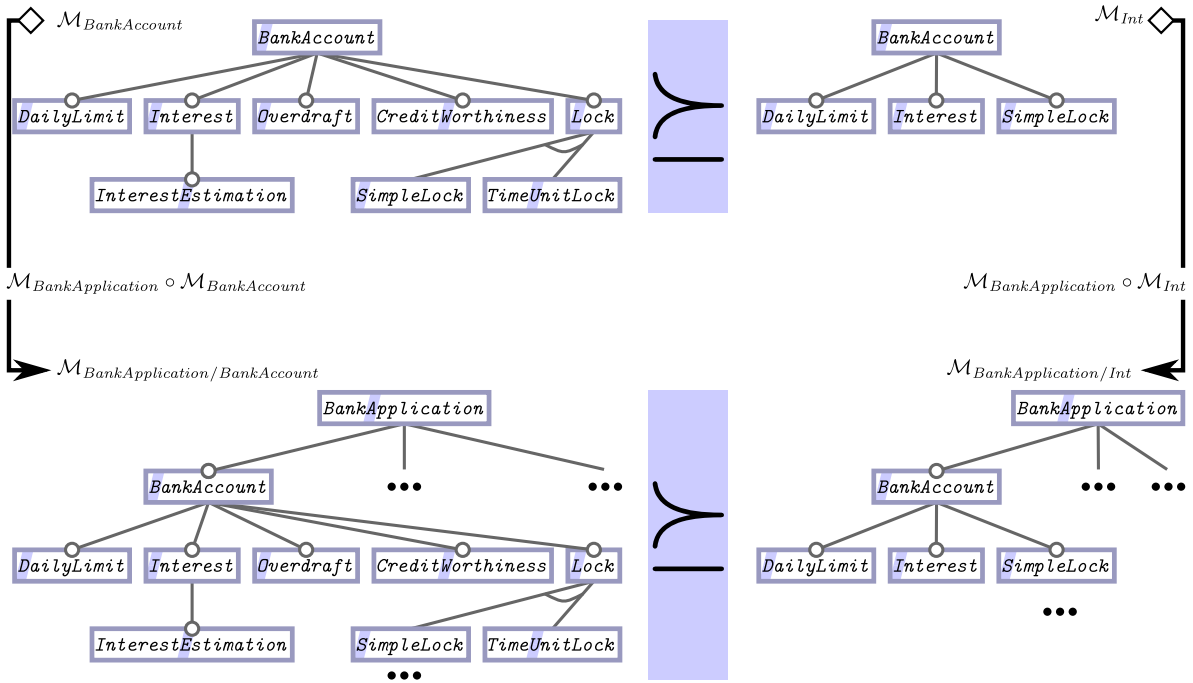 M_BankAccount BankAccount BankAccount M_Int
DailyLimit Interest Overdraft CreditWorthiness Lock DailyLimit Interest SimpleLock
InterestEstimation SimpleLock TimeUnitLock
M_BankApplication ∘ M_BankAccount M_BankApplication ∘ M_Int
M_BankApplication/BankAccount M_BankApplication/Int
BankApplication BankApplication
BankAccount ••• ••• BankAccount ••• •••
DailyLimit Interest Overdraft CreditWorthiness Lock DailyLimit Interest SimpleLock
•••
InterestEstimation SimpleLock TimeUnitLock
•••